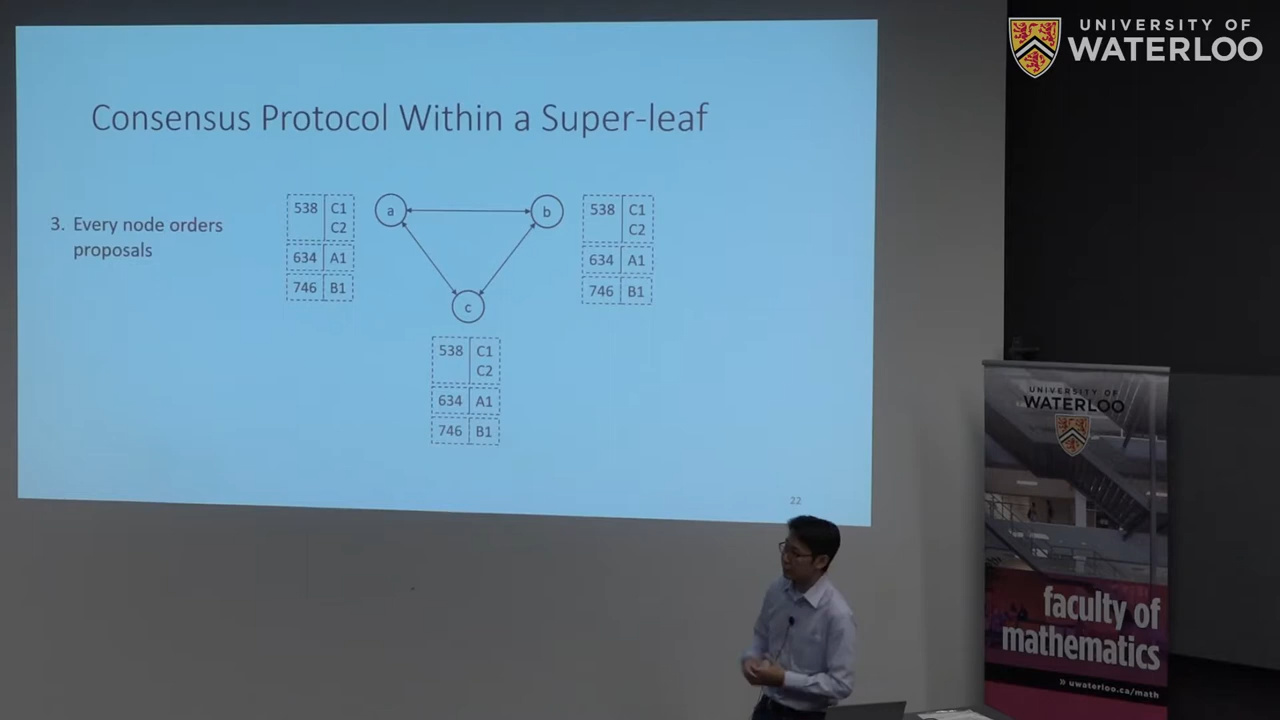 UNIVERSITY OF
WATERLOO
Consensus Protocol Within a Super-leaf
3. Every node orders
proposals
538 C1
C2
634 A1
746 B1
a
b
538 C1
C2
634 A1
746 B1
c
538 C1
C2
634 A1
746 B1
22
UNIVERSITY OF
WATERLOO
faculty of
mathematics
» uwaterloo.ca/math